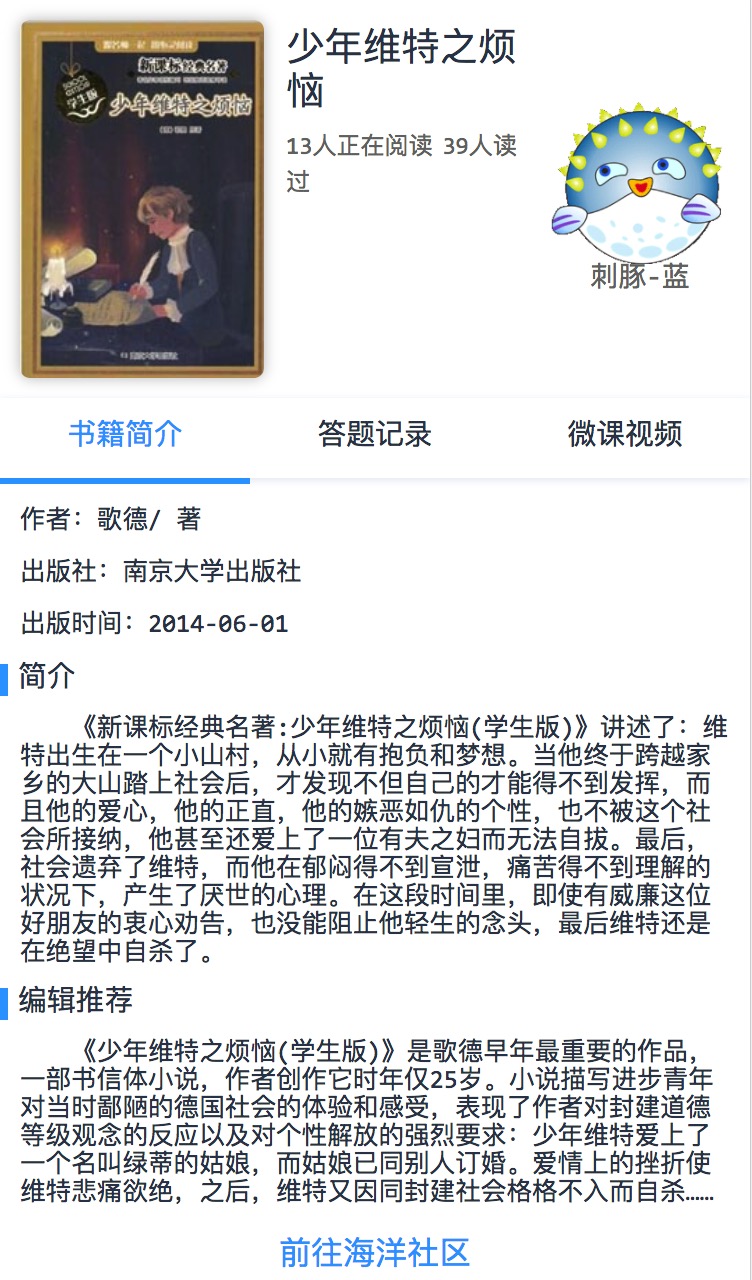 新课标经典名著
学生版
少年维特之烦恼
少年维特之烦
恼
13人正在阅读 39人读
过
刺豚-蓝
书籍简介 答题记录 微课视频
作者：歌德/ 著
出版社：南京大学出版社
出版时间：2014-06-01
简介
《新课标经典名著:少年维特之烦恼(学生版)》讲述了：维
特出生在一个小山村，从小就有抱负和梦想。当他终于跨越家
乡的大山踏上社会后，才发现不但自己的才能得不到发挥，而
且他的爱心，他的正直，他的嫉恶如仇的个性，也不被这个社
会所接纳，他甚至还爱上了一位有夫之妇而无法自拔。最后，
社会遗弃了维特，而他在郁闷得不到宣泄，痛苦得不到理解的
状况下，产生了厌世的心理。在这段时间里，即使有威廉这位
好朋友的衷心劝告，也没能阻止他轻生的念头，最后维特还是
在绝望中自杀了。
编辑推荐
《少年维特之烦恼(学生版)》是歌德早年最重要的作品，
一部书信体小说，作者创作它时年仅25岁。小说描写进步青年
对当时鄙陋的德国社会的体验和感受，表现了作者对封建道德
等级观念的反应以及对个性解放的强烈要求：少年维特爱上了
一个名叫绿蒂的姑娘，而姑娘已同别人订婚。爱情上的挫折使
维特悲痛欲绝，之后，维特又因同封建社会格格不入而自杀……
前往海洋社区